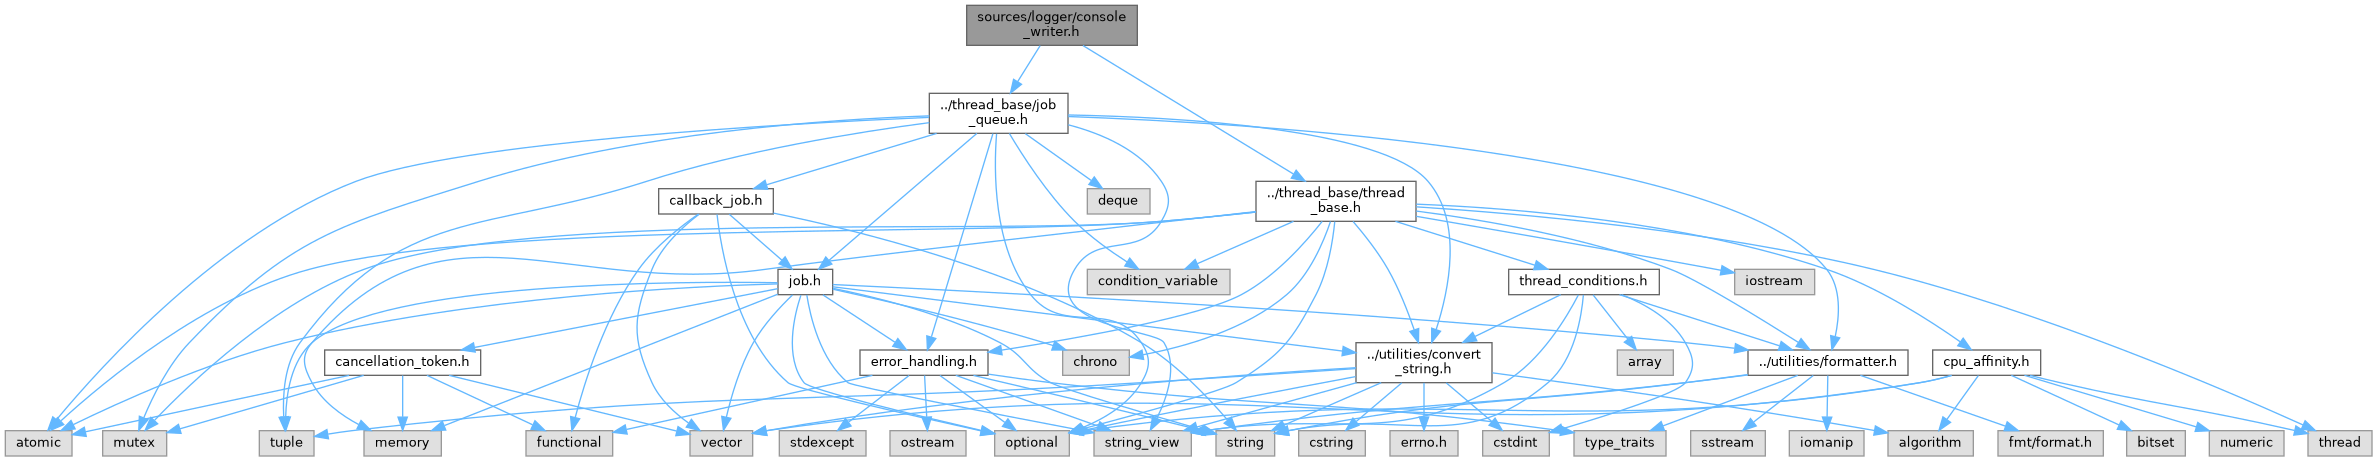 sources/logger/console
_writer.h
../thread_base/job
_queue.h
../thread_base/thread
_base.h
callback_job.h
deque
job.h
condition_variable
thread_conditions.h
iostream
cancellation_token.h
error_handling.h
chrono
../utilities/convert
_string.h
array
../utilities/formatter.h
cpu_affinity.h
atomic
mutex
tuple
memory
functional
vector
stdexcept
ostream
optional
string_view
string
cstring
errno.h
cstdint
type_traits
sstream
iomanip
algorithm
fmt/format.h
bitset
numeric
thread